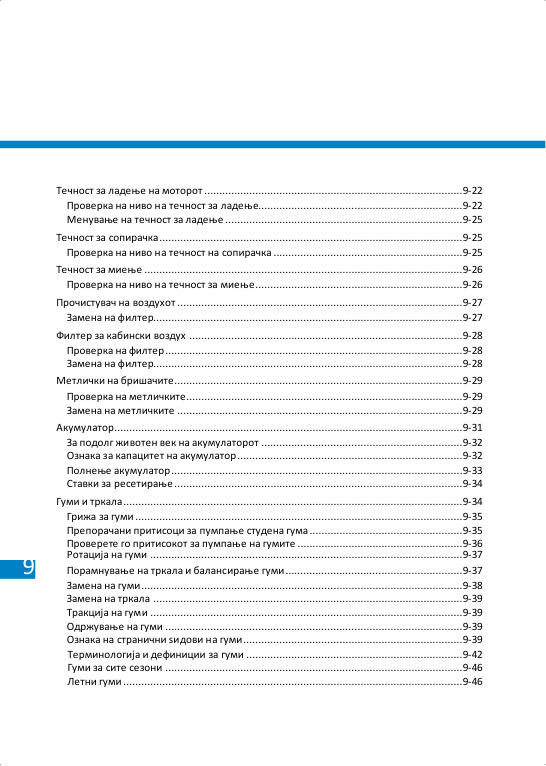 Течност за ладење на моторот ........ 9-22
Проверка на ниво на течност за ладење........ 9-22
Менување на течност за ладење ........ 9-25
Течност за сопирачка........ 9-25
Проверка на ниво на течност на сопирачка ........ 9-25
Течност за миење ........ 9-26
Проверка на ниво на течност за миење........ 9-26
Прочистувач на воздухот ........ 9-27
Замена на филтер........ 9-27
Филтер за кабински воздух ........ 9-28
Проверка на филтер ........ 9-28
Замена на филтер........ 9-28
Метлички на бришачите........ 9-29
Проверка на метличките........ 9-29
Замена на метличките ........ 9-29
Акумулатор........ 9-31
За подолг животен век на акумулаторот ........ 9-32
Ознака за капацитет на акумулатор ........ 9-32
Полнење акумулатор ........ 9-33
Ставки за ресетирање ........ 9-34
Гуми и тркала........ 9-34
Грижа за гуми ........ 9-35
Препорачани притисоци за пумпање студена гума ........ 9-35
Проверете го притисокот за пумпање на гумите ........ 9-36
Ротација на гуми ........ 9-37
Порамнување на тркала и балансирање гуми........ 9-37
Замена на гуми........ 9-38
Замена на тркала ........ 9-39
Тракција на гуми ........ 9-39
Одржување на гуми ........ 9-39
Ознака на странични ѕидови на гуми........ 9-39
Терминологија и дефиниции за гуми ........ 9-42
Гуми за сите сезони ........ 9-46
Летни гуми ........ 9-46
9